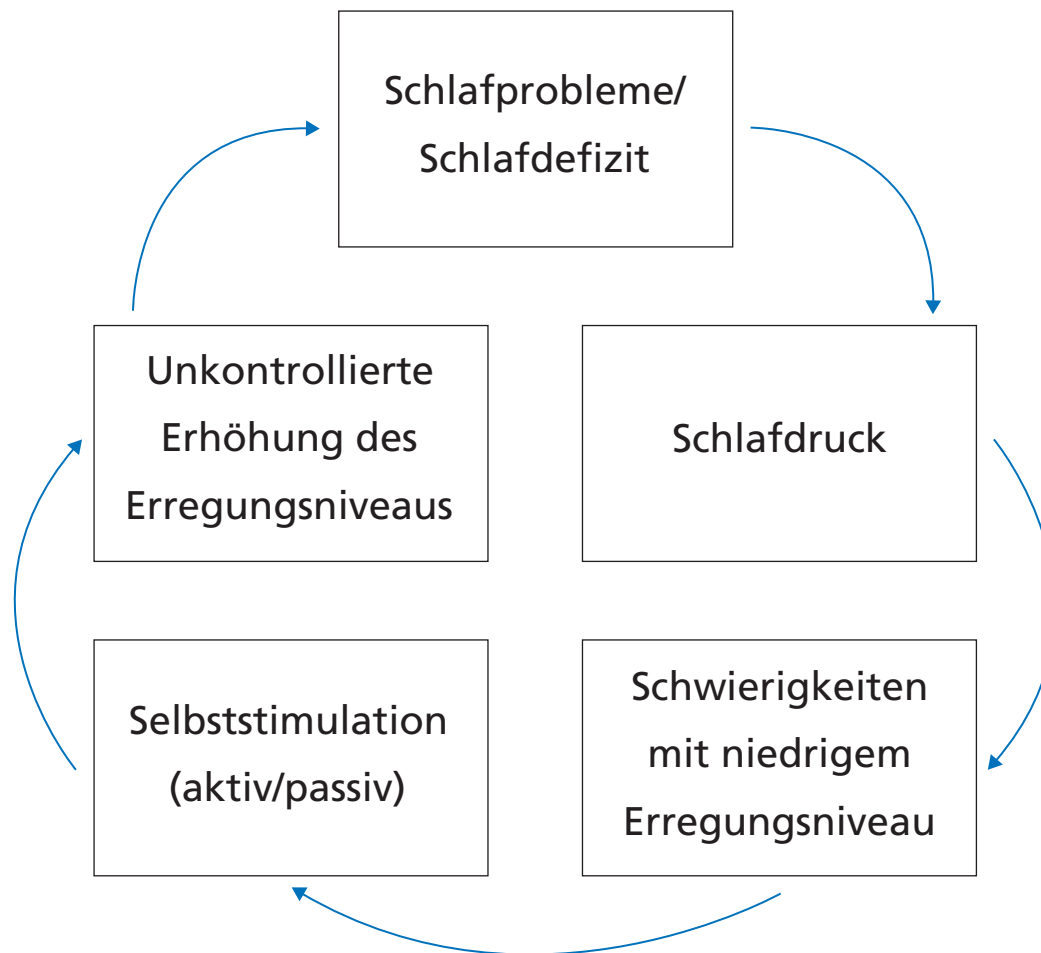 Schlafprobleme/
Schlafdefizit
Schlafdruck
Schwierigkeiten
mit niedrigem
Erregungsniveau
Selbststimulation
(aktiv/passiv)
Unkontrollierte
Erhöhung des
Erregungsniveaus